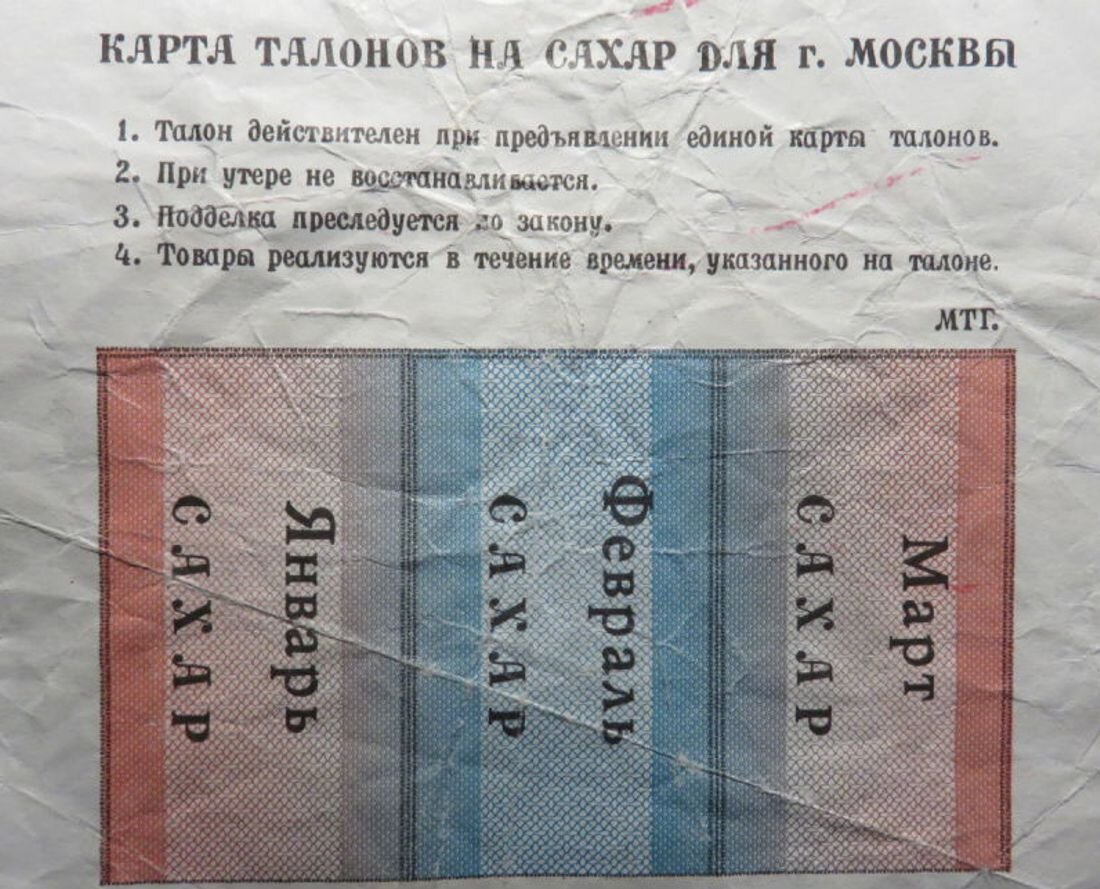 КАРТА ТАЛОНОВ НА САХАР ДЛЯ г. МОСКВЫ
1. Талон действителен при предъявлении единой карты талонов.
2. При утере не восстанавливается.
3. Подделка преследуется по закону.
4. Товары реализуются в течение времени, указанного на талоне.
МТГ.
Январь
САХАР
Февраль
САХАР
Март
САХАР